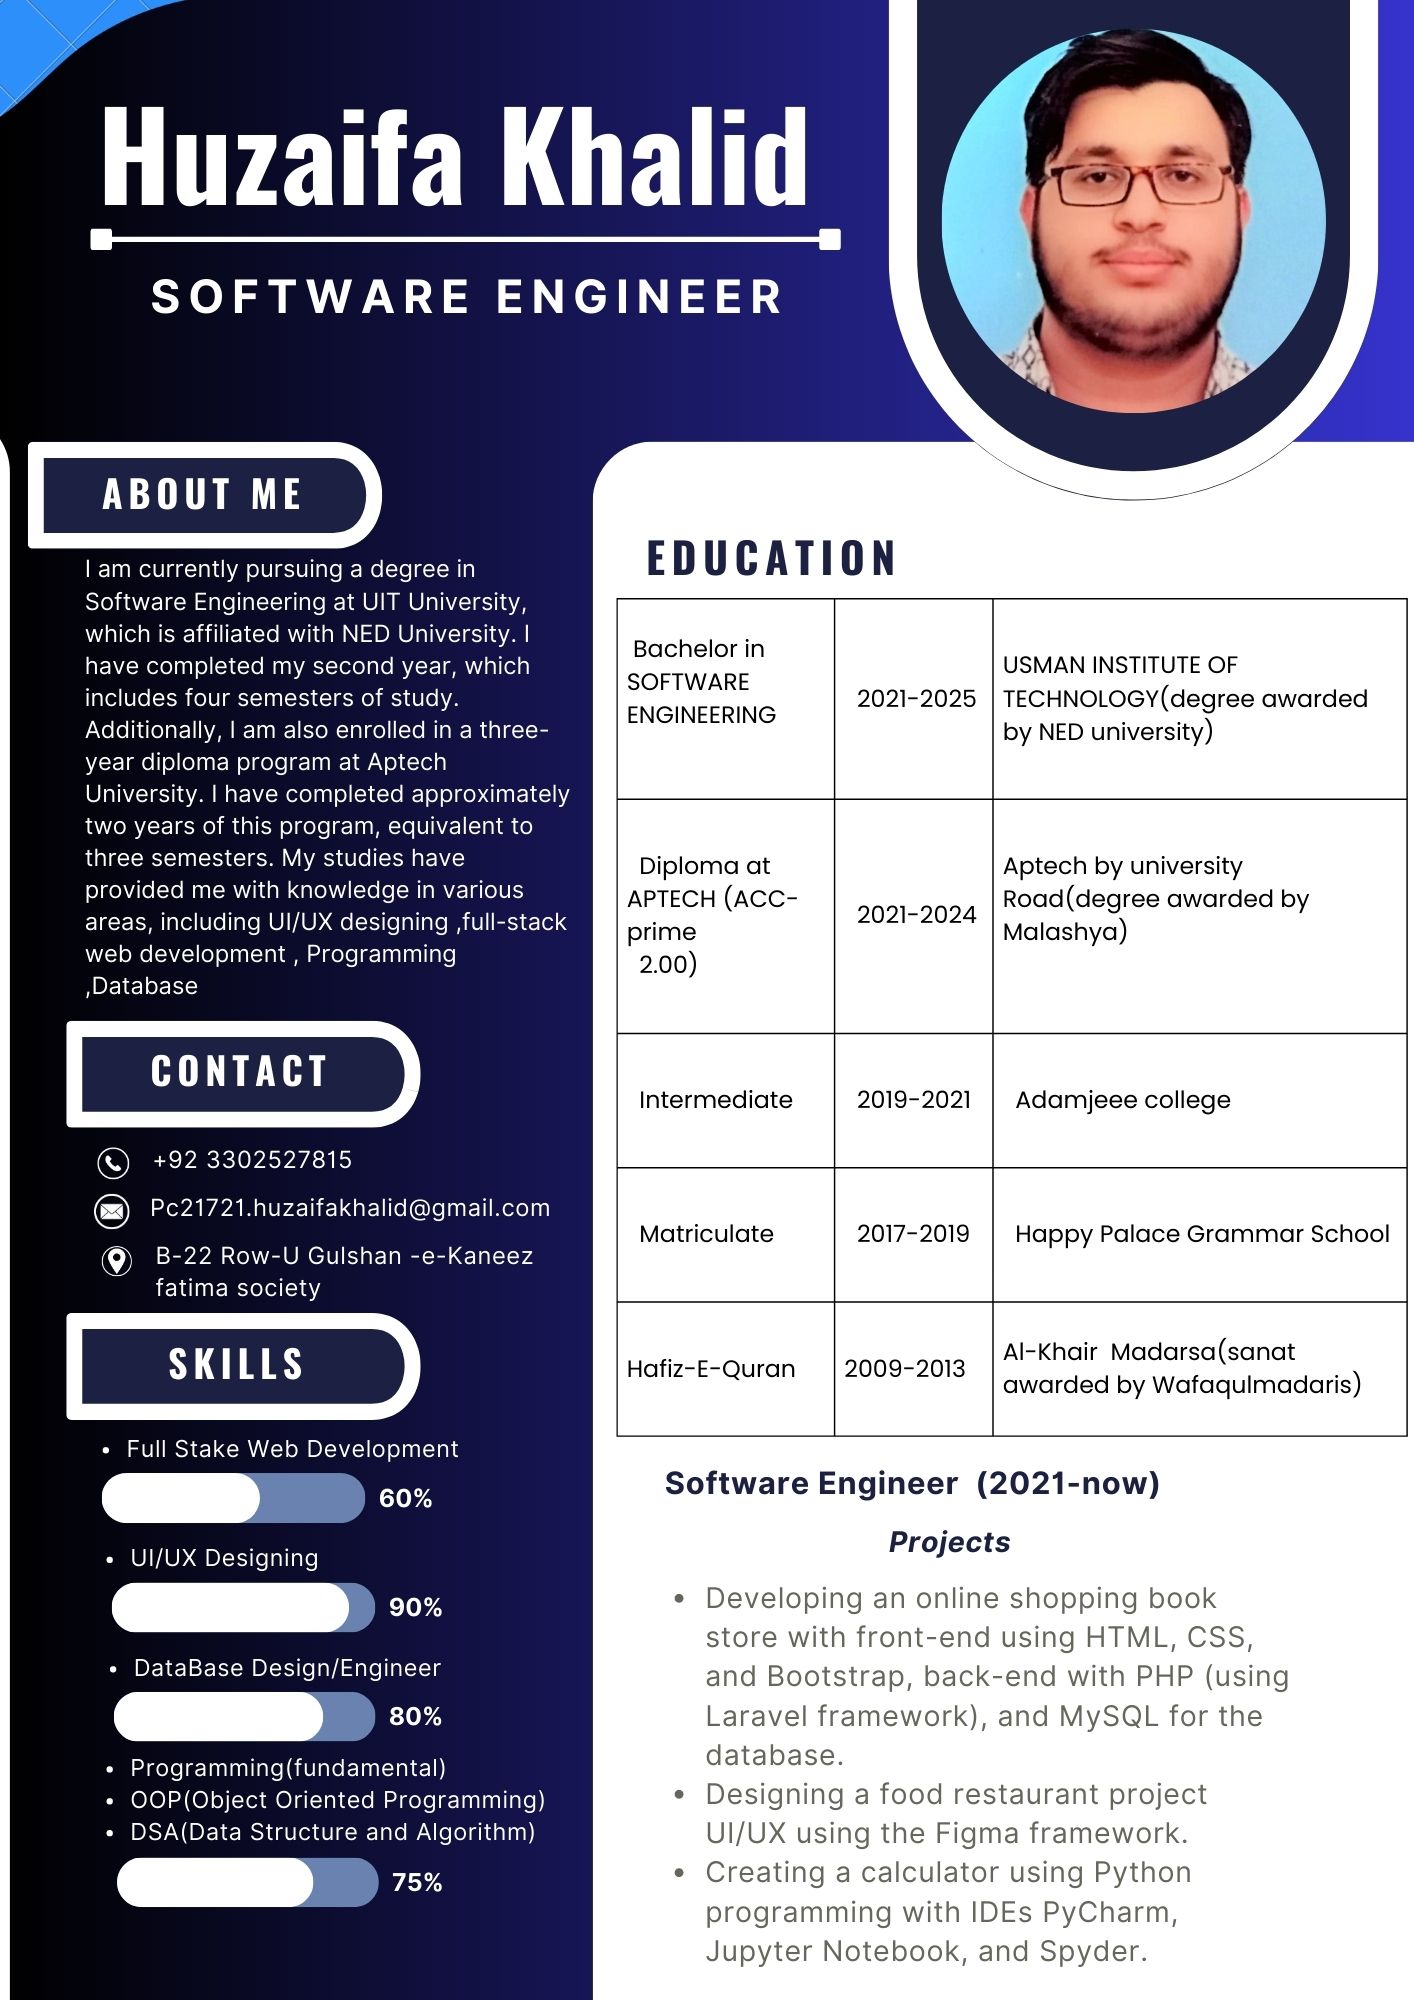 Huzaifa Khalid
SOFTWARE ENGINEER
ABOUT ME
I am currently pursuing a degree in
Software Engineering at UIT University,
which is affiliated with NED University. I
have completed my second year, which
includes four semesters of study.
Additionally, I am also enrolled in a three-
year diploma program at Aptech
University. I have completed approximately
two years of this program, equivalent to
three semesters. My studies have
provided me with knowledge in various
areas, including UI/UX designing ,full-stack
web development , Programming
,Database
CONTACT
+92 3302527815
Pc21721.huzaifakhalid@gmail.com
B-22 Row-U Gulshan -e-Kaneez
fatima society
SKILLS
• Full Stake Web Development
60%
• UI/UX Designing
90%
• DataBase Design/Engineer
80%
• Programming(fundamental)
• OOP(Object Oriented Programming)
• DSA(Data Structure and Algorithm)
75%
EDUCATION
Bachelor in
SOFTWARE
ENGINEERING
2021-2025
USMAN INSTITUTE OF
TECHNOLOGY(degree awarded
by NED university)
Diploma at
APTECH (ACC-
prime
2.00)
2021-2024
Aptech by university
Road(degree awarded by
Malashya)
Intermediate
2019-2021
Adamjeee college
Matriculate
2017-2019
Happy Palace Grammar School
Hafiz-E-Quran
2009-2013
Al-Khair Madarsa(sanat
awarded by Wafaqulmadaris)
Software Engineer (2021-now)
Projects
• Developing an online shopping book
store with front-end using HTML, CSS,
and Bootstrap, back-end with PHP (using
Laravel framework), and MySQL for the
database.
• Designing a food restaurant project
UI/UX using the Figma framework.
• Creating a calculator using Python
programming with IDEs PyCharm,
Jupyter Notebook, and Spyder.